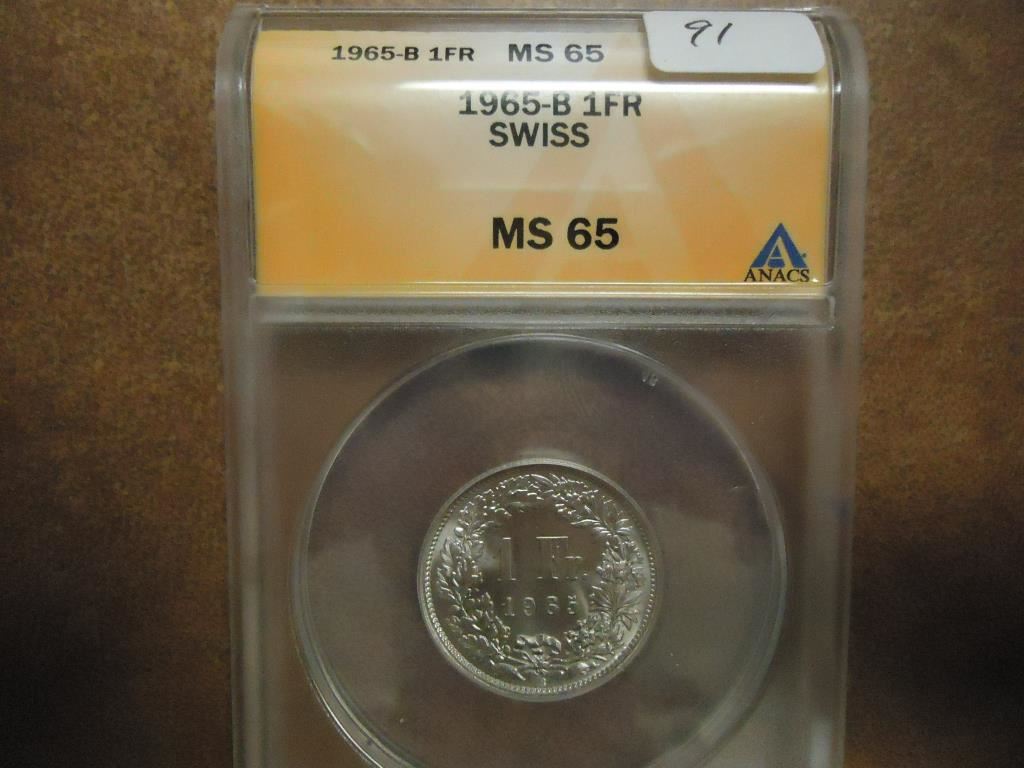 91
1965-B 1FR MS 65
1965-B 1FR
SWISS
MS 65
ANACS
1 Fr.
1965
B